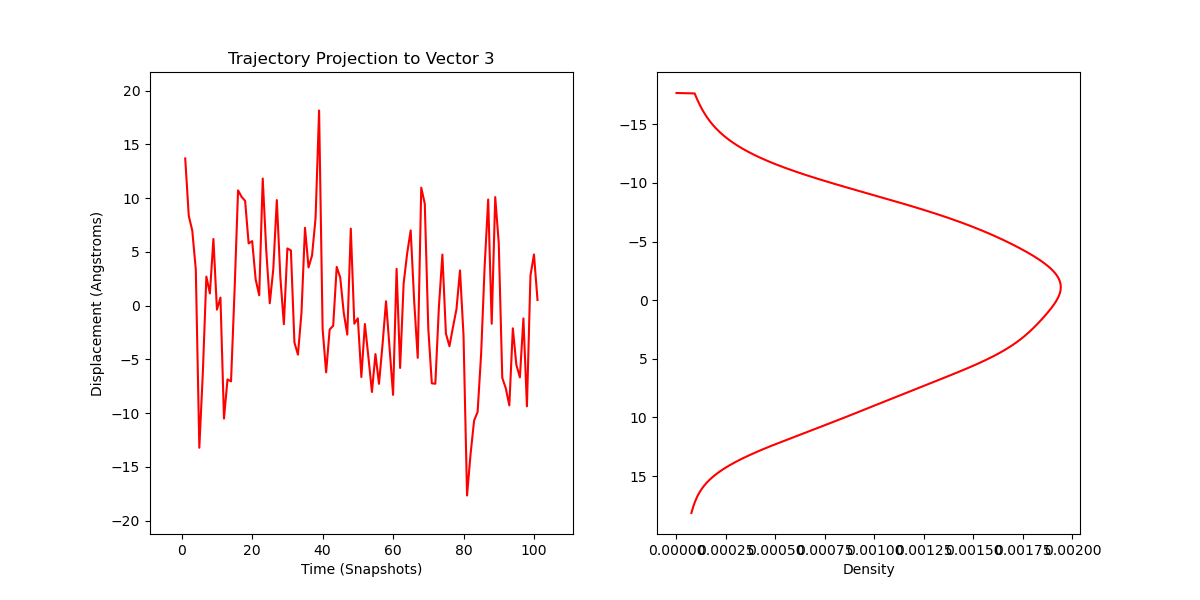 Trajectory Projection to Vector 3
Displacement (Angstroms)
20
15
10
5
0
−5
−10
−15
−20
0 20 40 60 80 100
Time (Snapshots)
−15
−10
−5
0
5
10
15
0.00000 0.00025 0.00050 0.00075 0.00100 0.00125 0.00150 0.00175 0.00200
Density